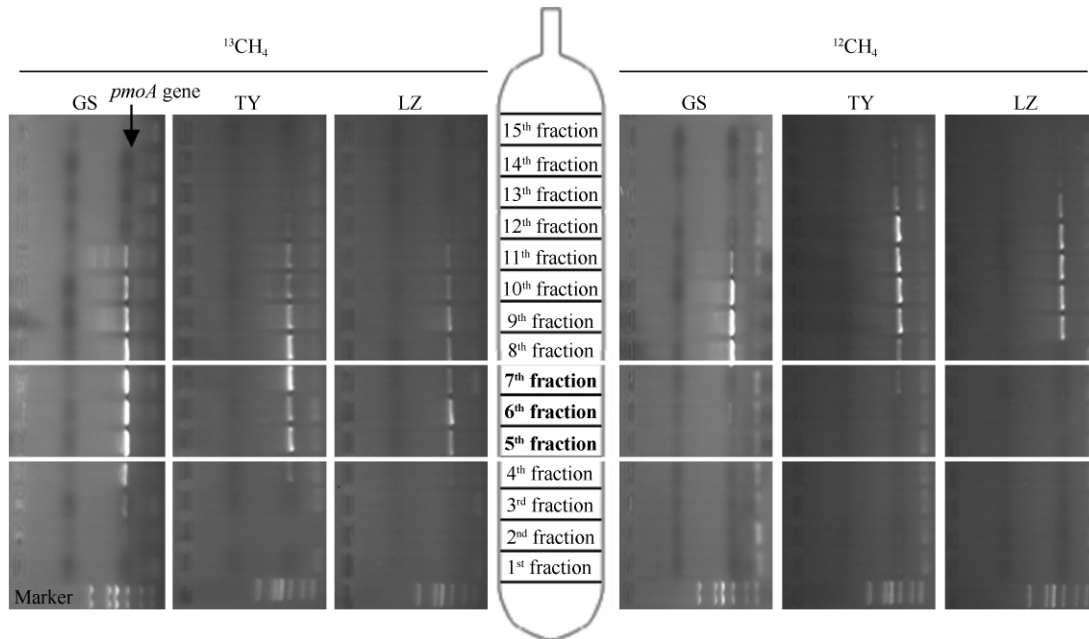 ¹³CH₄
¹²CH₄
GS
pmoA gene
TY
LZ
GS
TY
LZ
15th fraction
14th fraction
13th fraction
12th fraction
11th fraction
10th fraction
9th fraction
8th fraction
7th fraction
6th fraction
5th fraction
4th fraction
3rd fraction
2nd fraction
1st fraction
Marker